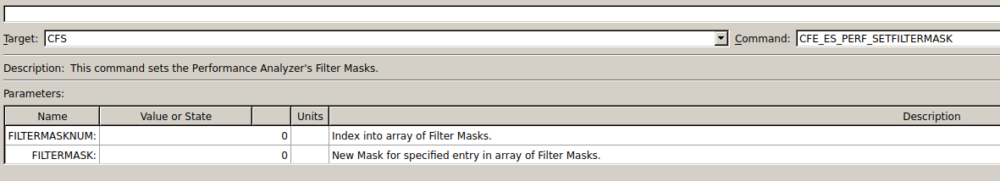 Target: CFS Command: CFE_ES_PERF_SETFILTERMASK
Description: This command sets the Performance Analyzer's Filter Masks.
Parameters:
Name Value or State Units Description
FILTERMASKNUM: 0 Index into array of Filter Masks.
FILTERMASK: 0 New Mask for specified entry in array of Filter Masks.